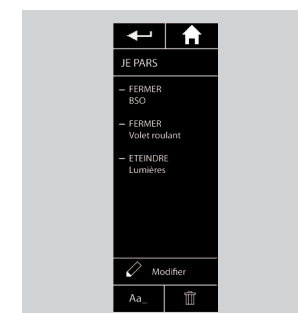 JE PARS
– FERMER
BSO
– FERMER
Volet roulant
– ETEINDRE
Lumières
Modifier
Aa_